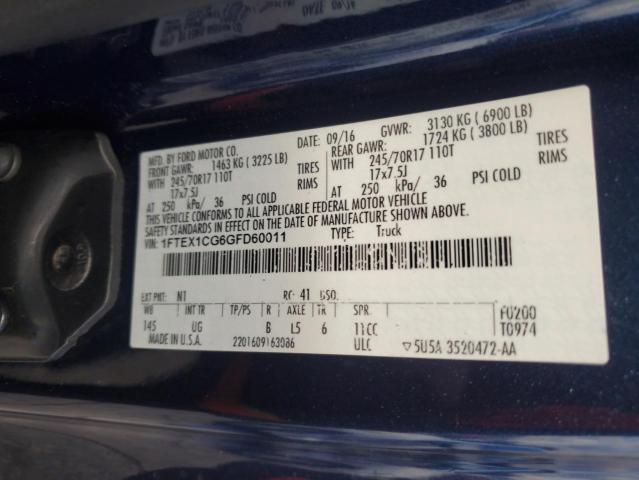 MFD. BY FORD MOTOR CO.
DATE: 09/16 GVWR: 3130 KG ( 6900 LB)
FRONT GAWR: 1463 KG ( 3225 LB)
REAR GAWR: 1724 KG ( 3800 LB)
WITH 245/70R17 110T TIRES
WITH 245/70R17 110T TIRES
17x7.5J RIMS
17x7.5J RIMS
AT 250 kPa/ 36 PSI COLD
AT 250 kPa/ 36 PSI COLD
THIS VEHICLE CONFORMS TO ALL APPLICABLE FEDERAL MOTOR VEHICLE
SAFETY STANDARDS IN EFFECT ON THE DATE OF MANUFACTURE SHOWN ABOVE.
VIN: 1FTEX1CG6GFD60011
TYPE: Truck
EXT PNT: N1 RC: 41 DSO:
WB INT TR TP/PS R AXLE TR SPR
145 UG B L5 6 11CC
F0200
T0974
MADE IN U.S.A. 2201609163086 ULC ▽5U5A 3520472-AA